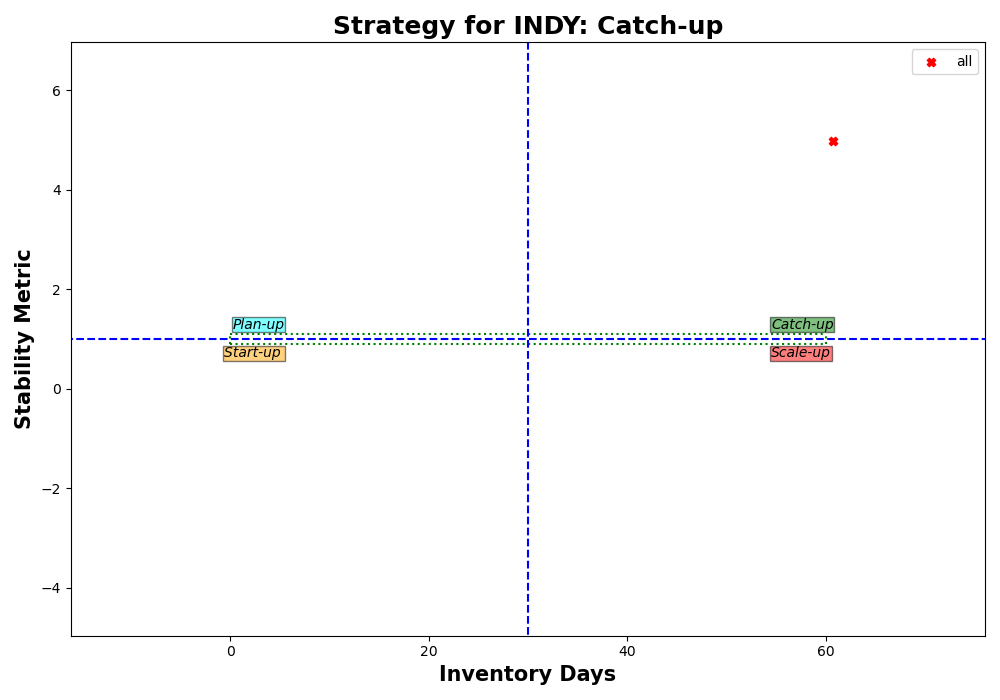 Strategy for INDY: Catch-up
all
6
4
2
0
−2
−4
Stability Metric
Plan-up
Catch-up
Start-up
Scale-up
0
20
40
60
Inventory Days